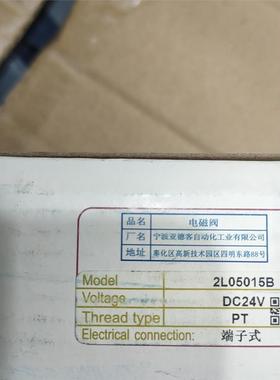 品名 电磁阀
厂名 宁波亚德客自动化工业有限公司
地址 奉化区高新技术园区四明东路88号
Model 2L05015B
Voltage DC24V
Thread type PT
Electrical connection: 端子式